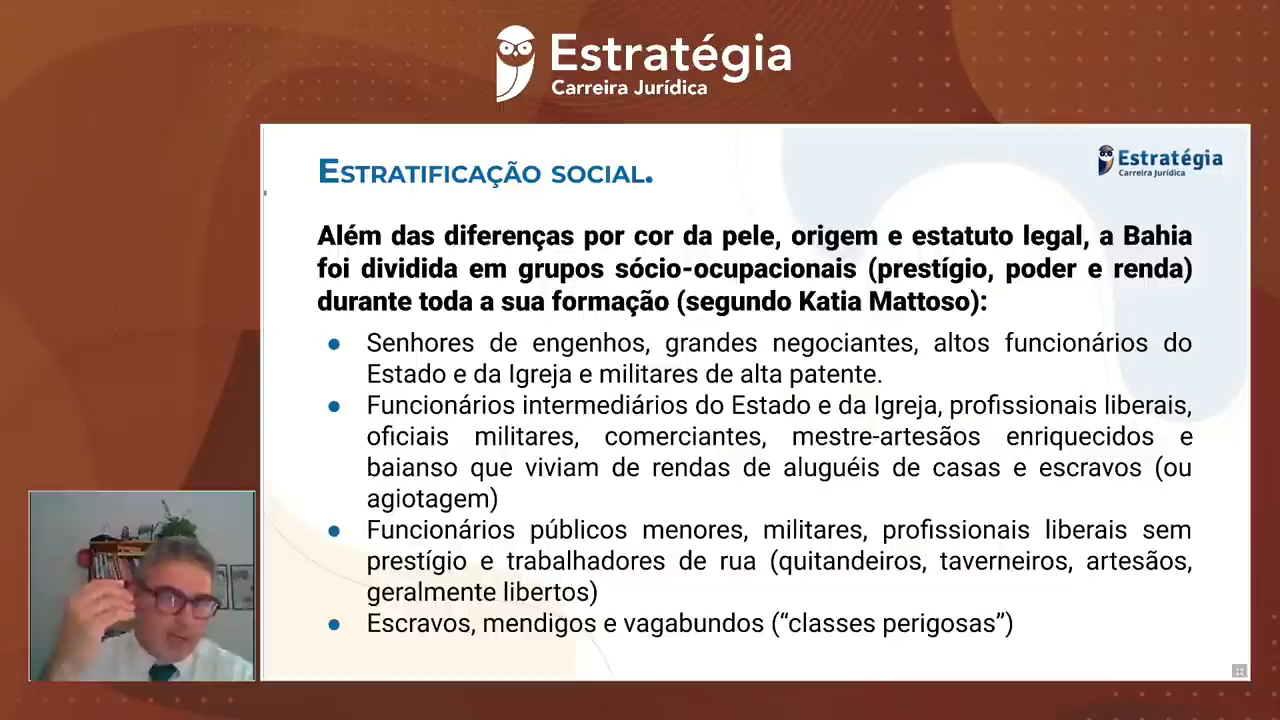 Estratégia
Carreira Jurídica
Estratégia
Carreira Jurídica
ESTRATIFICAÇÃO SOCIAL.
Além das diferenças por cor da pele, origem e estatuto legal, a Bahia
foi dividida em grupos sócio-ocupacionais (prestígio, poder e renda)
durante toda a sua formação (segundo Katia Mattoso):
● Senhores de engenhos, grandes negociantes, altos funcionários do
Estado e da Igreja e militares de alta patente.
● Funcionários intermediários do Estado e da Igreja, profissionais liberais,
oficiais militares, comerciantes, mestre-artesãos enriquecidos e
baianso que viviam de rendas de aluguéis de casas e escravos (ou
agiotagem)
● Funcionários públicos menores, militares, profissionais liberais sem
prestígio e trabalhadores de rua (quitandeiros, taverneiros, artesãos,
geralmente libertos)
● Escravos, mendigos e vagabundos (“classes perigosas”)